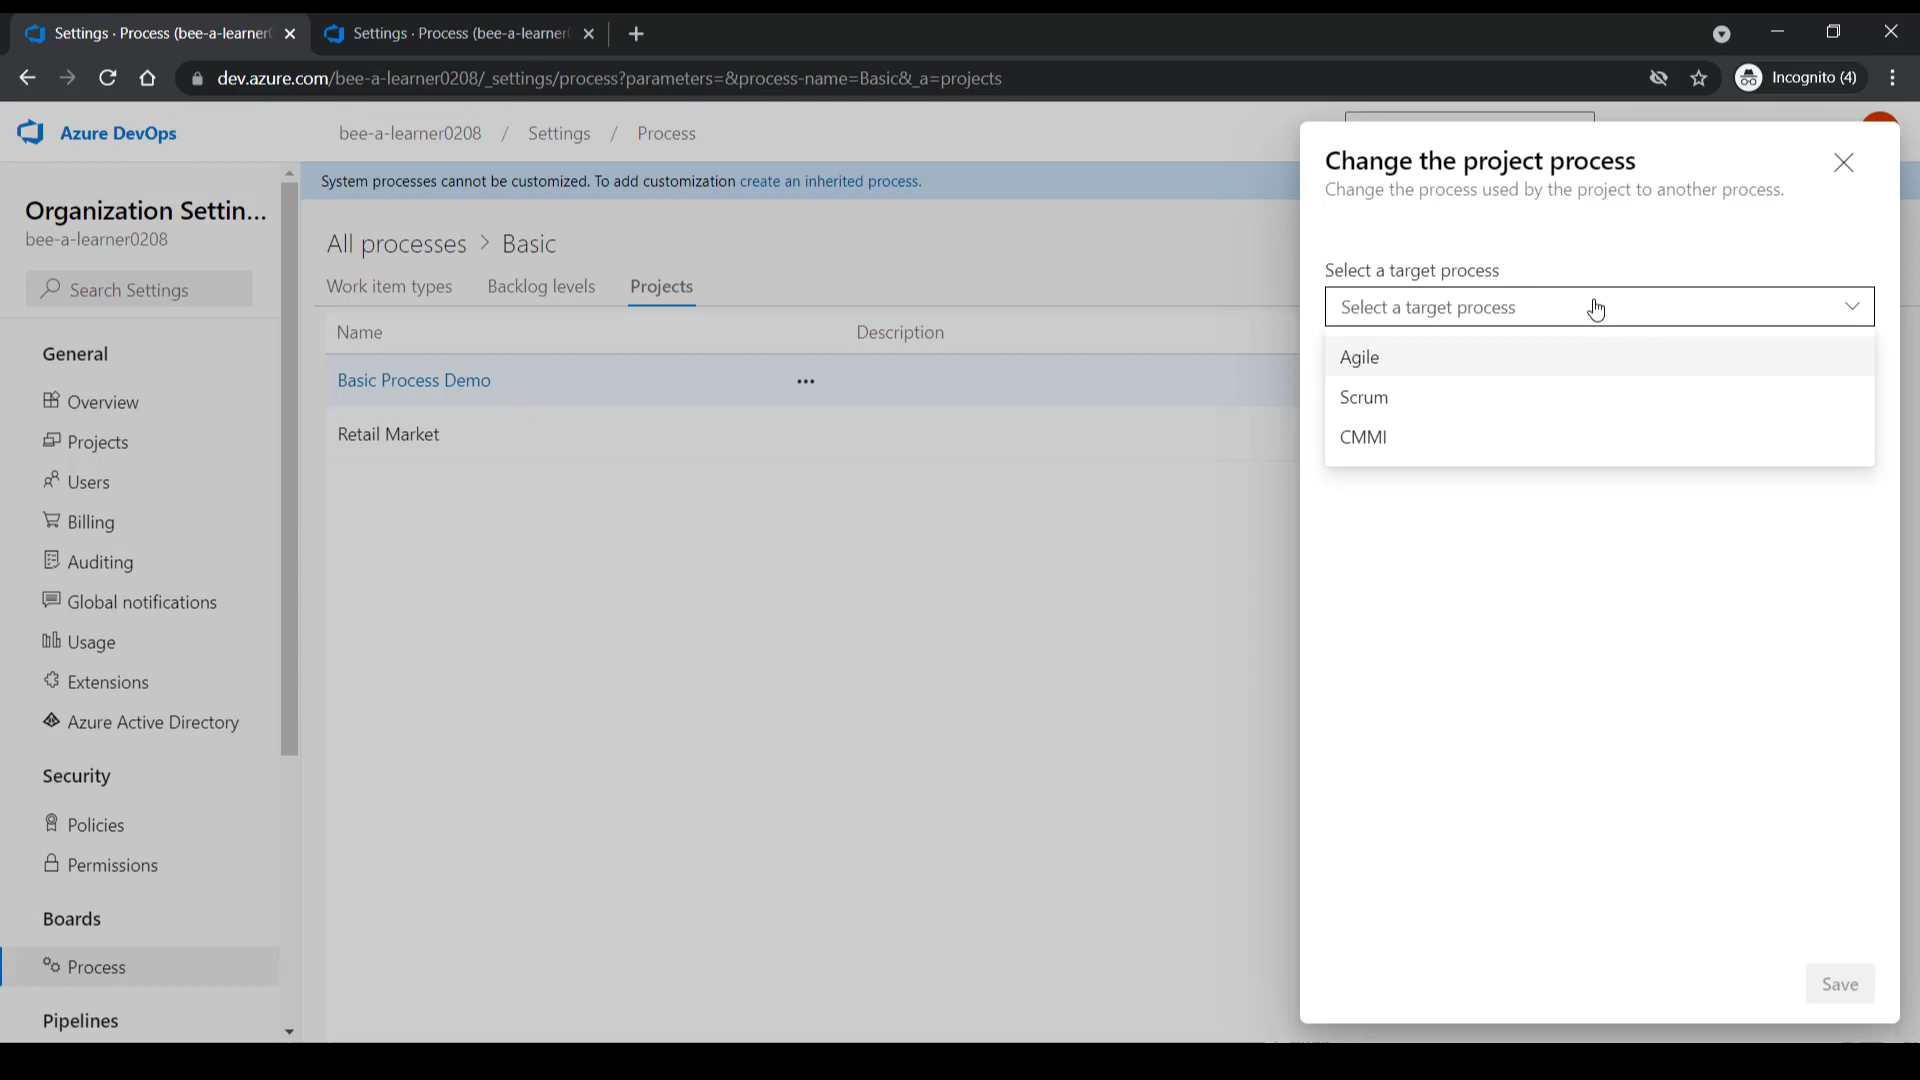 Settings · Process (bee-a-learner
Settings · Process (bee-a-learner
dev.azure.com/bee-a-learner0208/_settings/process?parameters=&process-name=Basic&_a=projects
Incognito (4)
Azure DevOps
bee-a-learner0208 / Settings / Process
Organization Settin...
bee-a-learner0208
Search Settings
General
Overview
Projects
Users
Billing
Auditing
Global notifications
Usage
Extensions
Azure Active Directory
Security
Policies
Permissions
Boards
Process
Pipelines
System processes cannot be customized. To add customization create an inherited process.
All processes > Basic
Work item types Backlog levels Projects
Name Description
Basic Process Demo
Retail Market
Change the project process
Change the process used by the project to another process.
Select a target process
Select a target process
Agile
Scrum
CMMI
Save